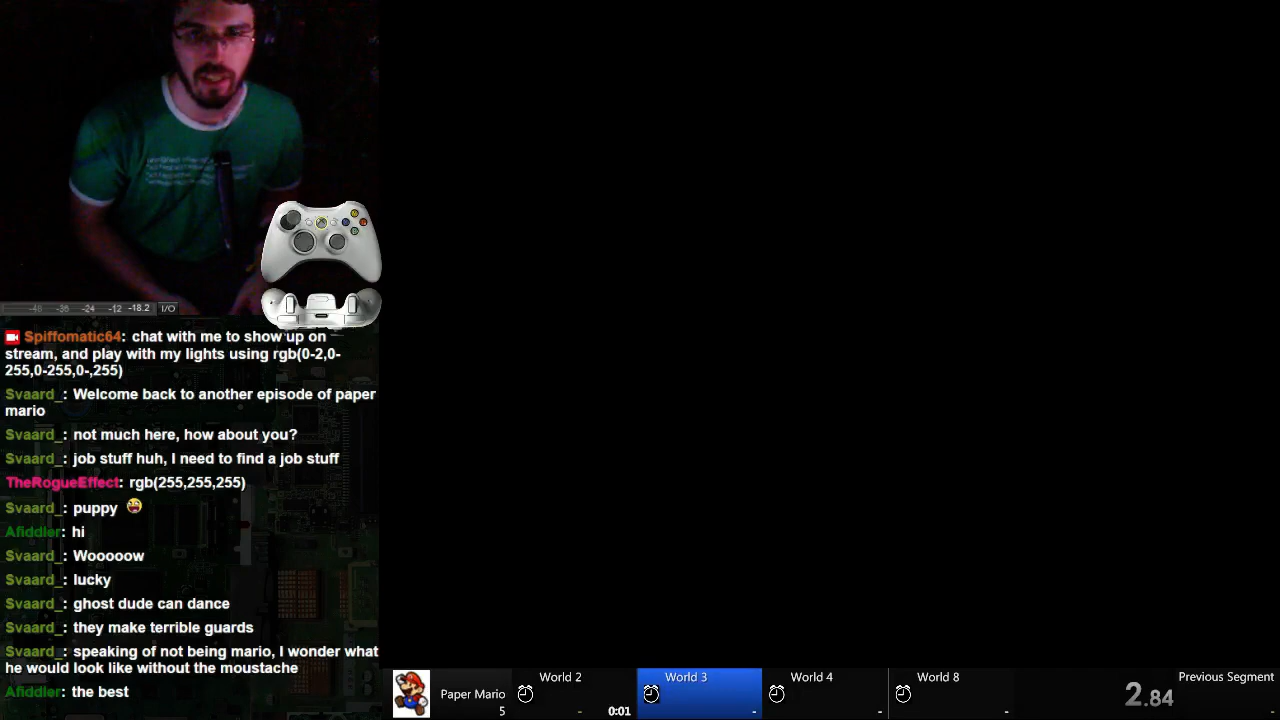 -48 -36 -24 -12 -18.2 I/O
Spiffomatic64: chat with me to show up on
stream, and play with my lights using rgb(0-2,0-
255,0-255,0-,255)
Svaard_: Welcome back to another episode of paper
mario
Svaard_: not much here, how about you?
Svaard_: job stuff huh, I need to find a job stuff
TheRogueEffect: rgb(255,255,255)
Svaard_: puppy
Afiddler: hi
Svaard_: Wooooow
Svaard_: lucky
Svaard_: ghost dude can dance
Svaard_: they make terrible guards
Svaard_: speaking of not being mario, I wonder what
he would look like without the moustache
Afiddler: the best
Paper Mario
5
World 2
- 0:01
World 3
-
World 4
-
World 8
-
2.84
Previous Segment
-